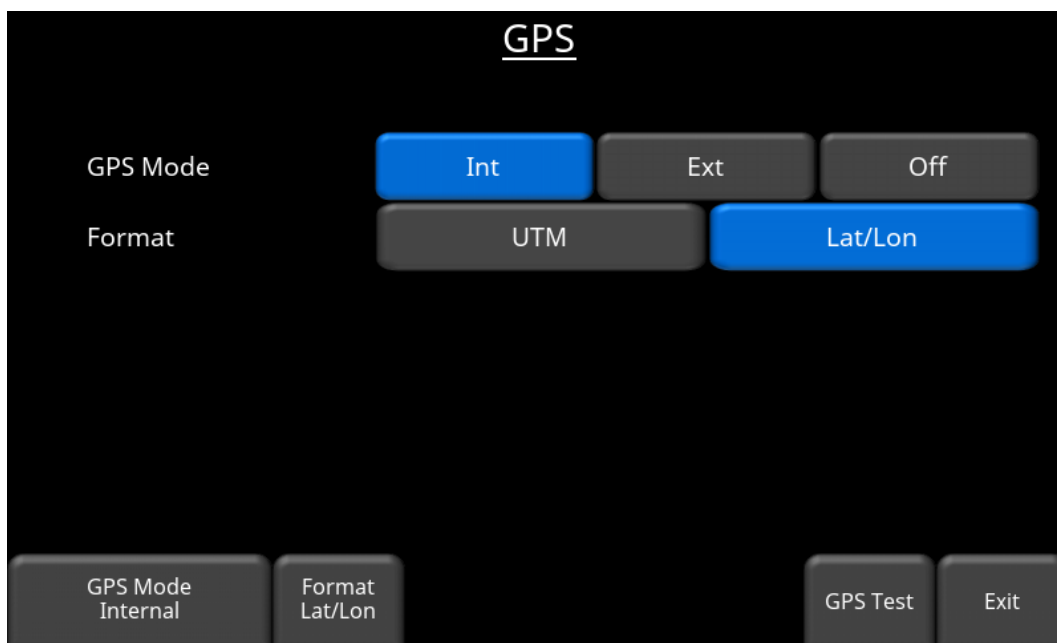 GPS
GPS Mode Int Ext Off
Format UTM Lat/Lon
GPS Mode Format
Internal Lat/Lon GPS Test Exit